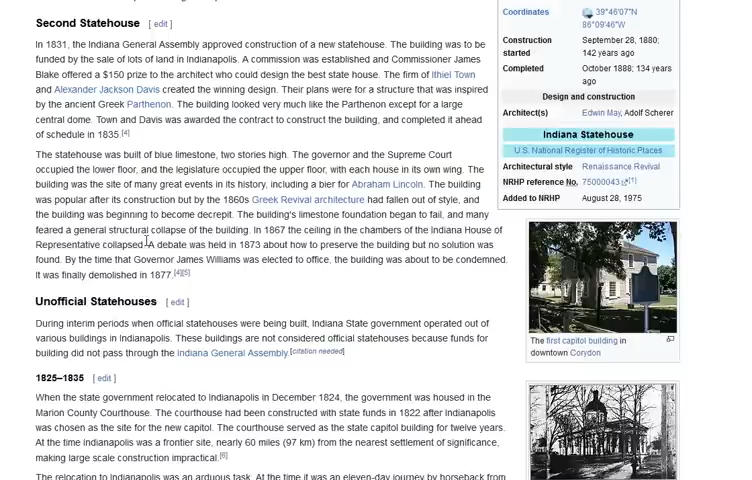 Second Statehouse [ edit ]
In 1831, the Indiana General Assembly approved construction of a new statehouse. The building was to be
funded by the sale of lots of land in Indianapolis. A commission was established and Commissioner James
Blake offered a $150 prize to the architect who could design the best state house. The firm of Ithiel Town
and Alexander Jackson Davis created the winning design. Their plans were for a structure that was inspired
by the ancient Greek Parthenon. The building looked very much like the Parthenon except for a large
central dome. Town and Davis was awarded the contract to construct the building, and completed it ahead
of schedule in 1835.[4]
The statehouse was built of blue limestone, two stories high. The governor and the Supreme Court
occupied the lower floor, and the legislature occupied the upper floor, with each house in its own wing. The
building was the site of many great events in its history, including a bier for Abraham Lincoln. The building
was popular after its construction but by the 1860s Greek Revival architecture had fallen out of style, and
the building was beginning to become decrepit. The building's limestone foundation began to fail, and many
feared a general structural collapse of the building. In 1867 the ceiling in the chambers of the Indiana House of
Representative collapsed. A debate was held in 1873 about how to preserve the building but no solution was
found. By the time that Governor James Williams was elected to office, the building was about to be condemned.
It was finally demolished in 1877.[4][5]
Unofficial Statehouses [ edit ]
During interim periods when official statehouses were being built, Indiana State government operated out of
various buildings in Indianapolis. These buildings are not considered official statehouses because funds for
building did not pass through the Indiana General Assembly.[citation needed]
1825–1835 [ edit ]
When the state government relocated to Indianapolis in December 1824, the government was housed in the
Marion County Courthouse. The courthouse had been constructed with state funds in 1822 after Indianapolis
was chosen as the site for the new capitol. The courthouse served as the state capitol building for twelve years.
At the time Indianapolis was a frontier site, nearly 60 miles (97 km) from the nearest settlement of significance,
making large scale construction impractical.[6]
The relocation to Indianapolis was an arduous task. At the time it was an eleven-day journey by horseback from
Coordinates 39°46′07″N
86°09′46″W
Construction started September 28, 1880;
142 years ago
Completed October 1888; 134 years
ago
Design and construction
Architect(s) Edwin May, Adolf Scherer
Indiana Statehouse
U.S. National Register of Historic Places
Architectural style Renaissance Revival
NRHP reference No. 75000043[1]
Added to NRHP August 28, 1975
The first capitol building in
downtown Corydon